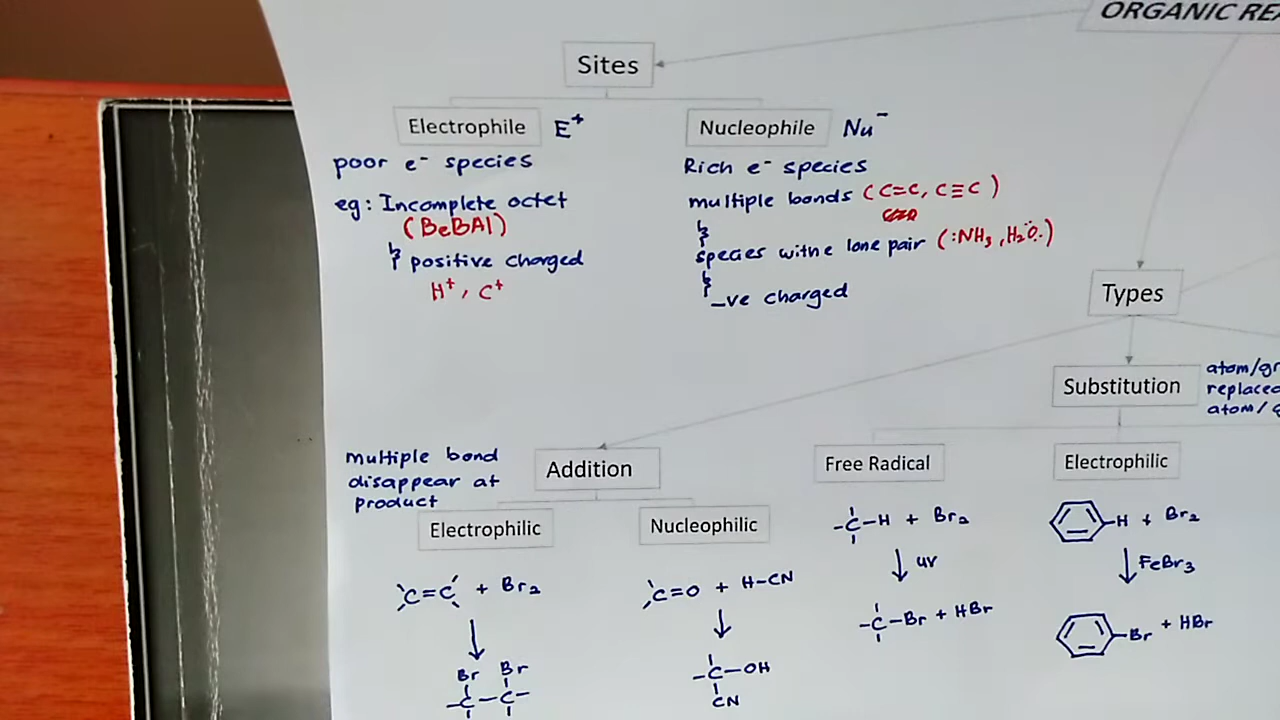 ORGANIC RE
Sites
Electrophile E⁺
poor e⁻ species
eg: Incomplete octet
(BeBAl)
positive charged
H⁺, C⁺
Nucleophile Nu⁻
Rich e⁻ species
multiple bonds (C=C, C≡C)
species with e lone pair (:NH₃, H₂O:)
-ve charged
Types
Substitution
atom/gr
replaced
atom/
multiple bond
disappear at
product
Addition
Electrophilic
C=C + Br₂
Br Br
-C-C-
Nucleophilic
C=O + H-CN
-C-OH
CN
Free Radical
-C-H + Br₂
uv
-C-Br + HBr
Electrophilic
-H + Br₂
FeBr₃
-Br + HBr